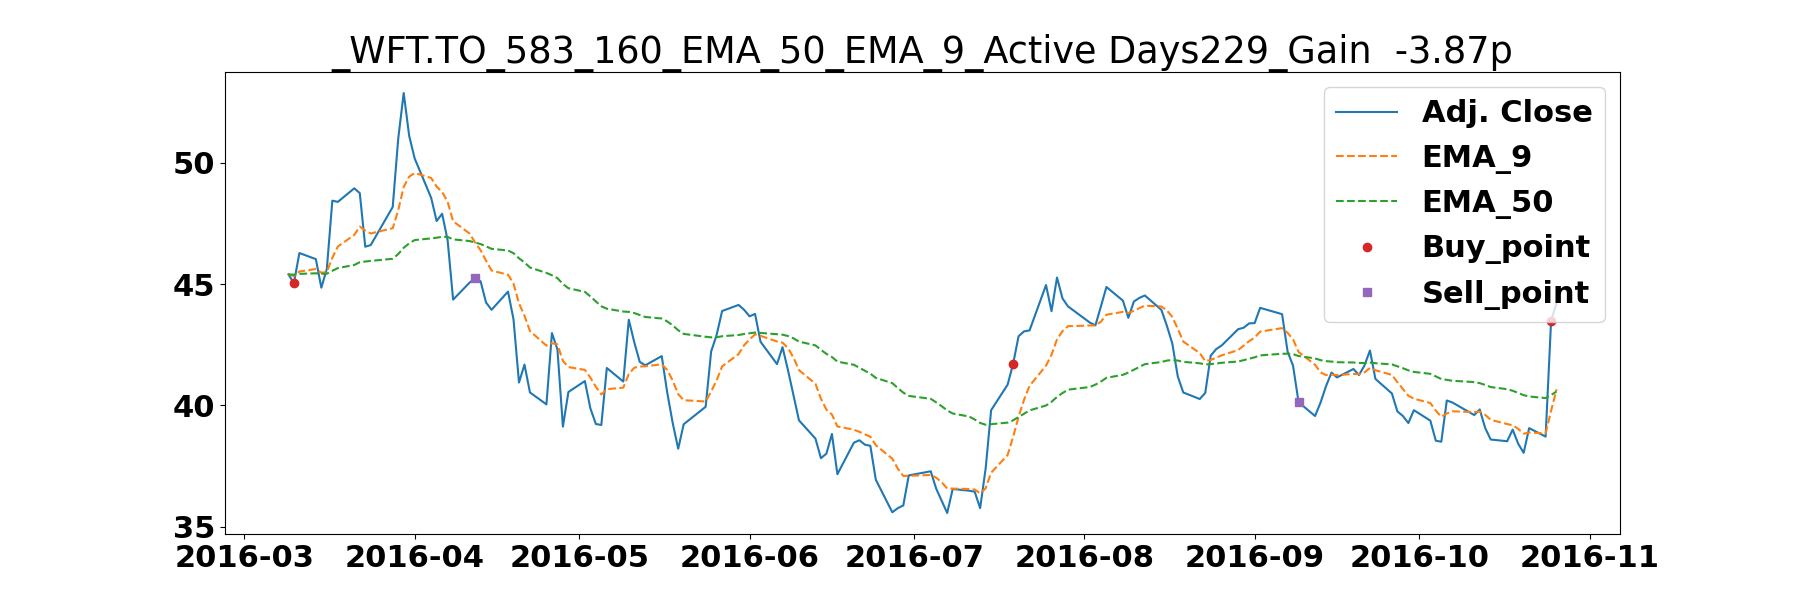 _WFT.TO_583_160_EMA_50_EMA_9_Active Days229_Gain  -3.87p
Adj. Close
EMA_9
EMA_50
Buy_point
Sell_point
50
45
40
35
2016-03 2016-04 2016-05 2016-06 2016-07 2016-08 2016-09 2016-10 2016-11